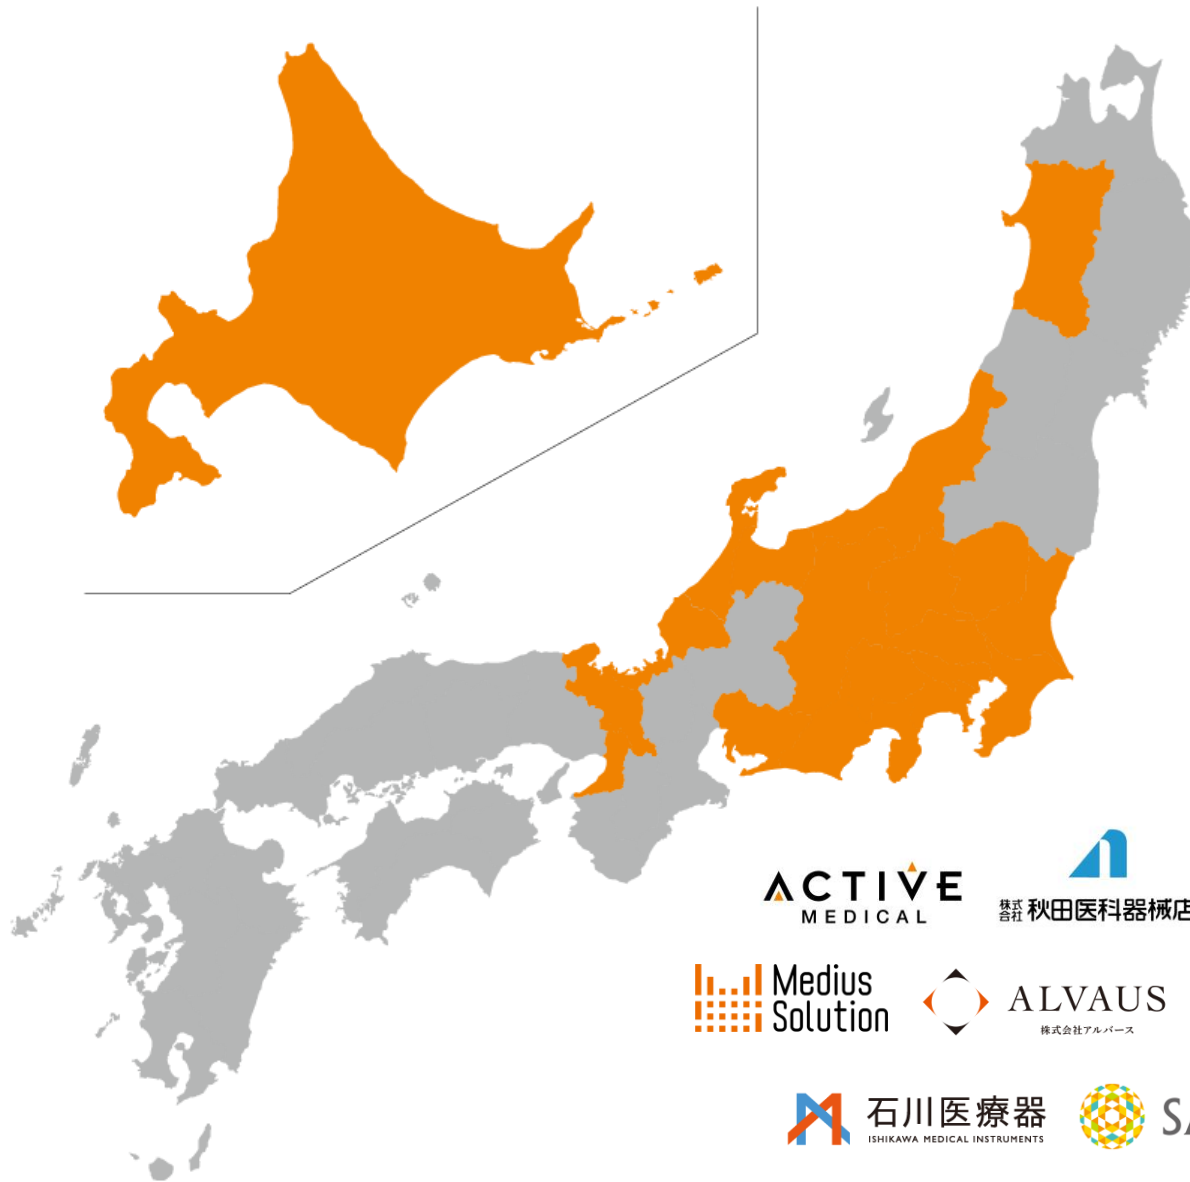 ACTIVE
MEDICAL
株式会社 秋田医科器械店
Medius
Solution
ALVAUS
株式会社アルバース
石川医療器
ISHIKAWA MEDICAL INSTRUMENTS